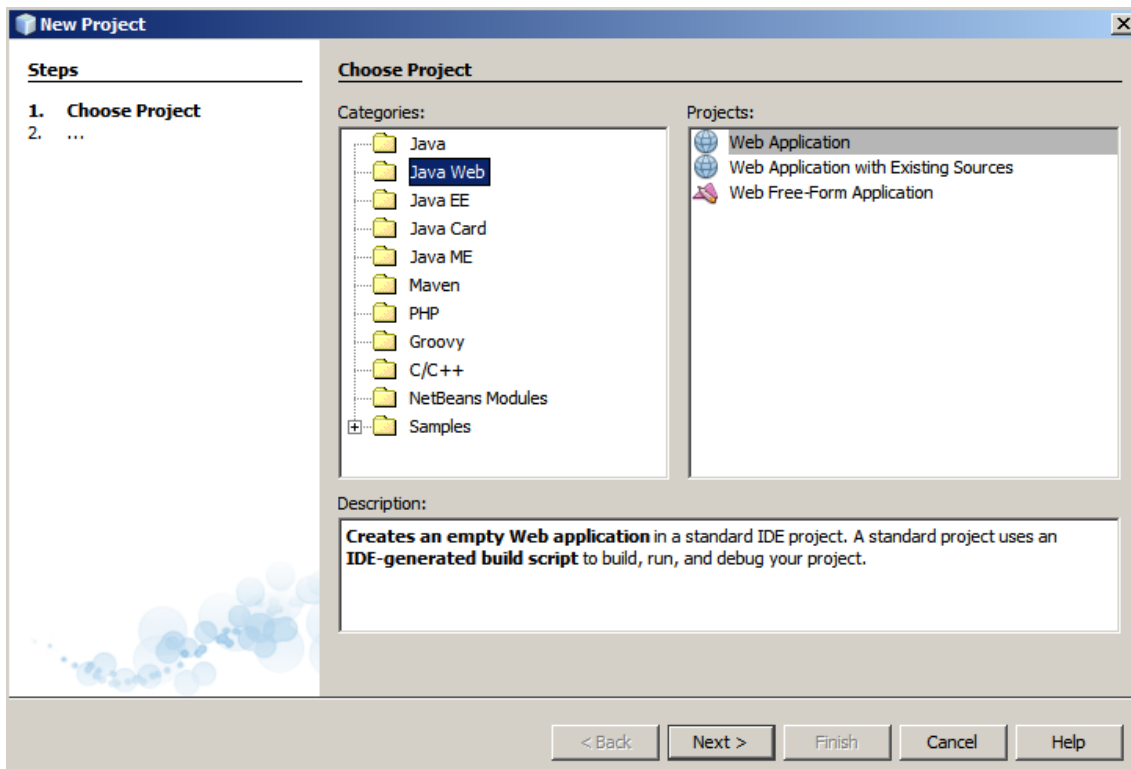 New Project
Steps
1. Choose Project
2. ...
Choose Project
Categories:
Java
Java Web
Java EE
Java Card
Java ME
Maven
PHP
Groovy
C/C++
NetBeans Modules
Samples
Projects:
Web Application
Web Application with Existing Sources
Web Free-Form Application
Description:
Creates an empty Web application in a standard IDE project. A standard project uses an
IDE-generated build script to build, run, and debug your project.
< Back
Next >
Finish
Cancel
Help